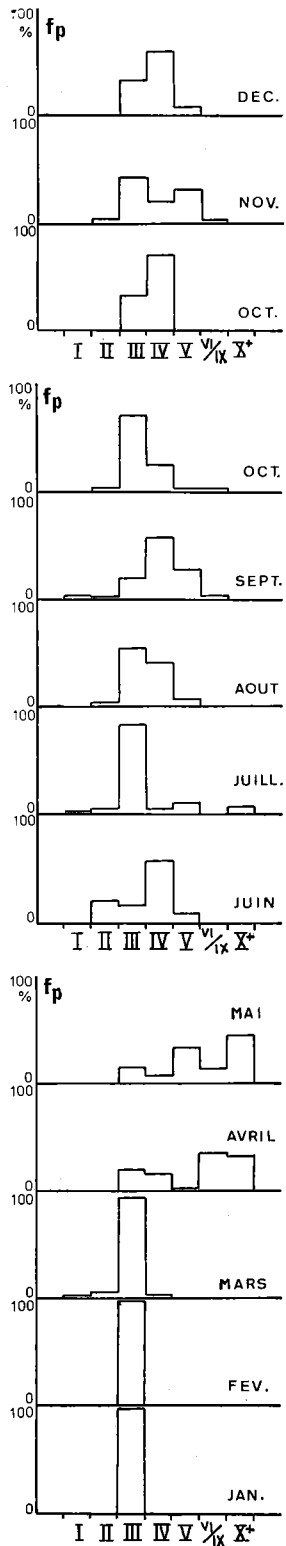 100
% fp
0
DEC.
100
0
NOV.
100
0
OCT.
I II III IV V VI/IX X+
100
% fp
0
OCT.
100
0
SEPT.
100
0
AOUT
100
0
JUILL.
100
0
JUIN
I II III IV V VI/IX X+
100
% fp
0
MAI
100
0
AVRIL
100
0
MARS
100
0
FEV.
100
0
JAN.
I II III IV V VI/IX X+